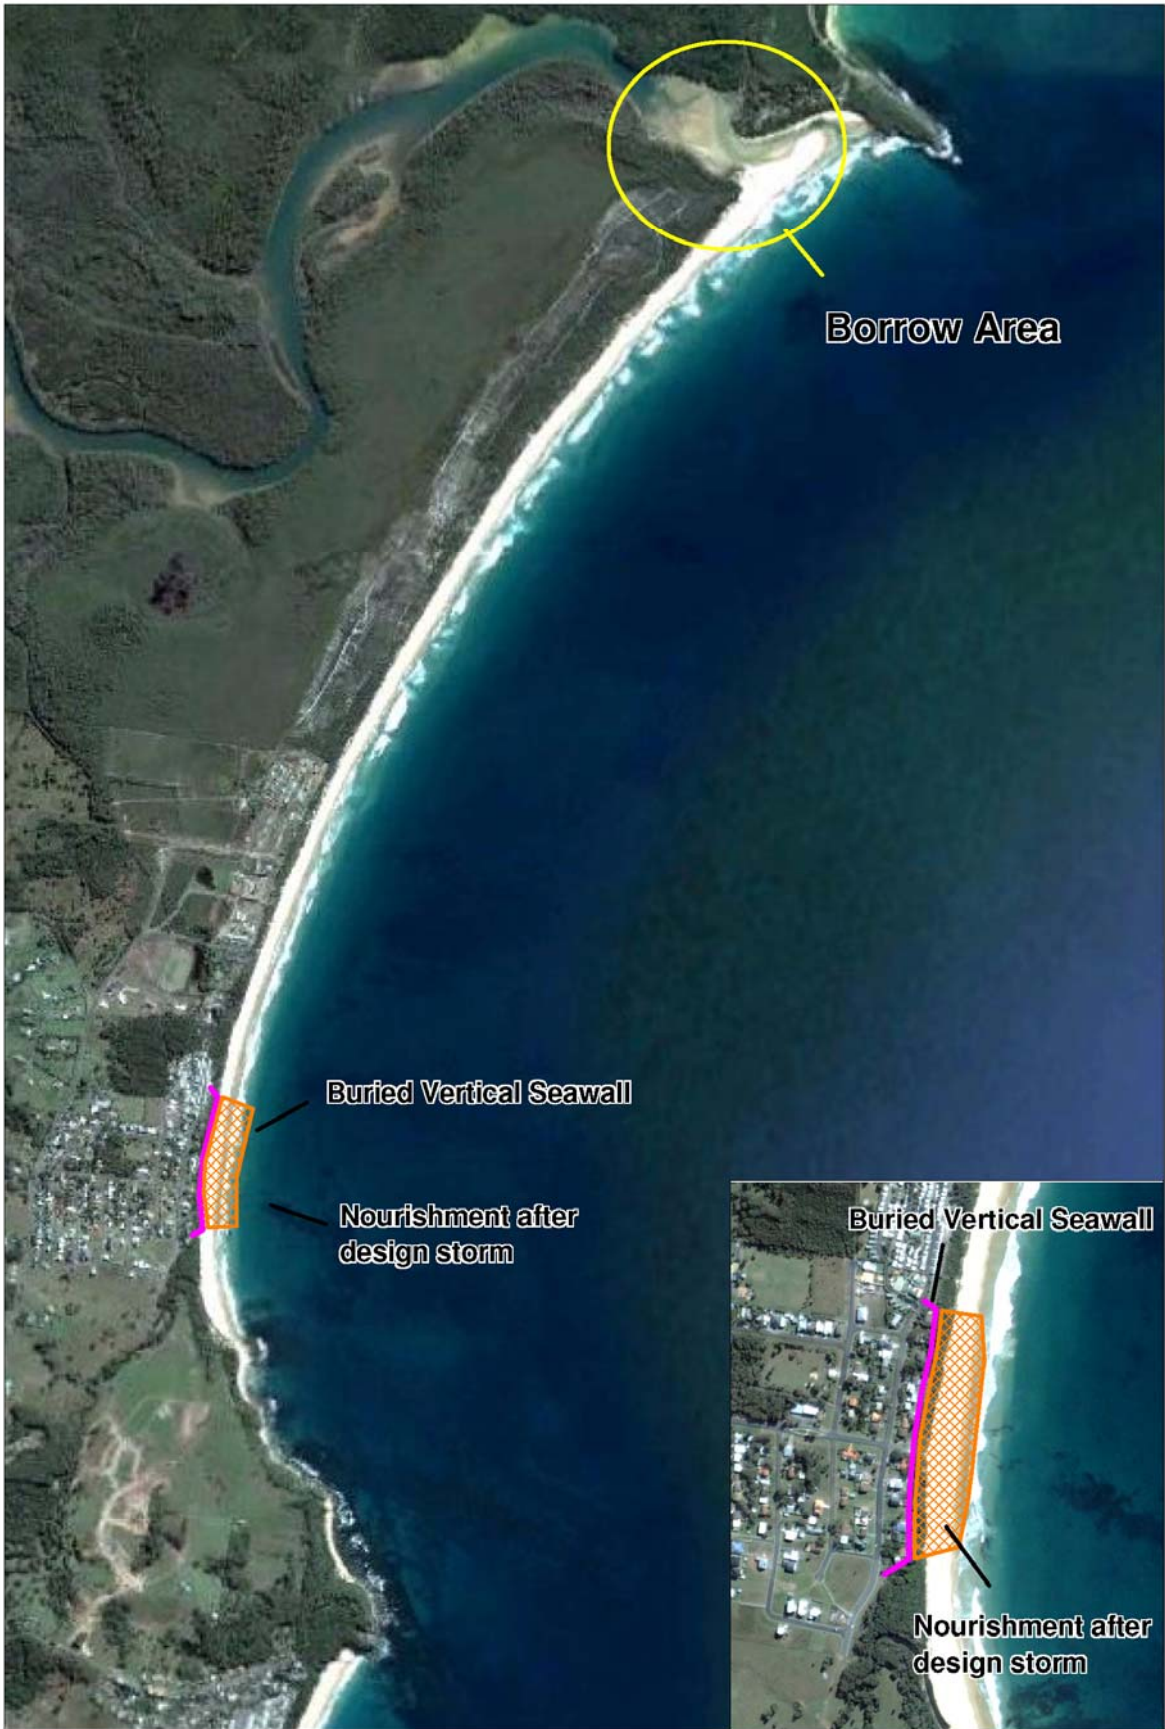 Borrow Area
Buried Vertical Seawall
Nourishment after
design storm
Buried Vertical Seawall
Nourishment after
design storm